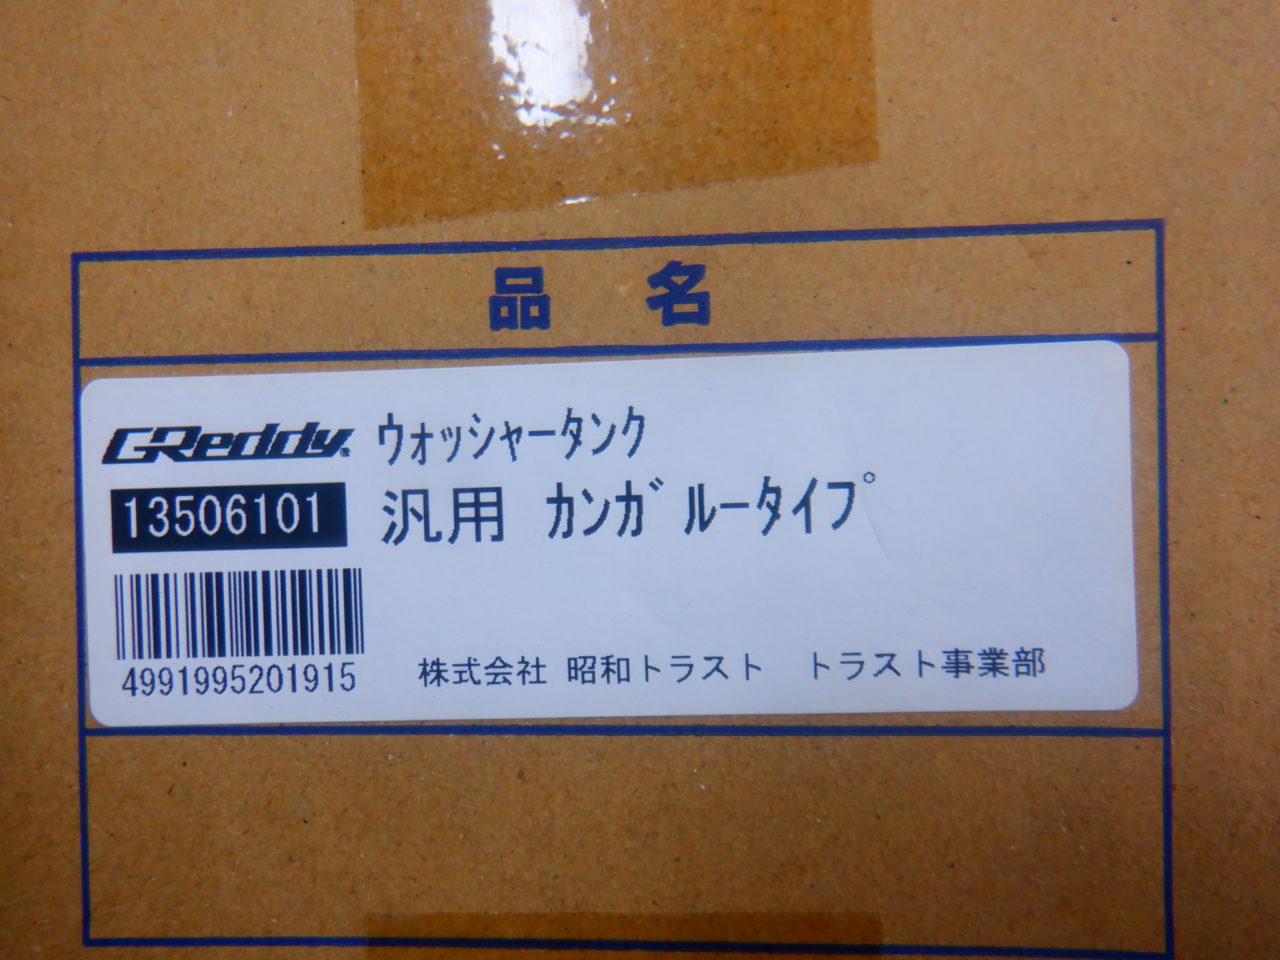 品 名
GReddy® ｳｫｯｼｬｰﾀﾝｸ
13506101 汎用 ｶﾝｶﾞﾙｰﾀｲﾌﾟ
4991995201915
株式会社 昭和トラスト トラスト事業部